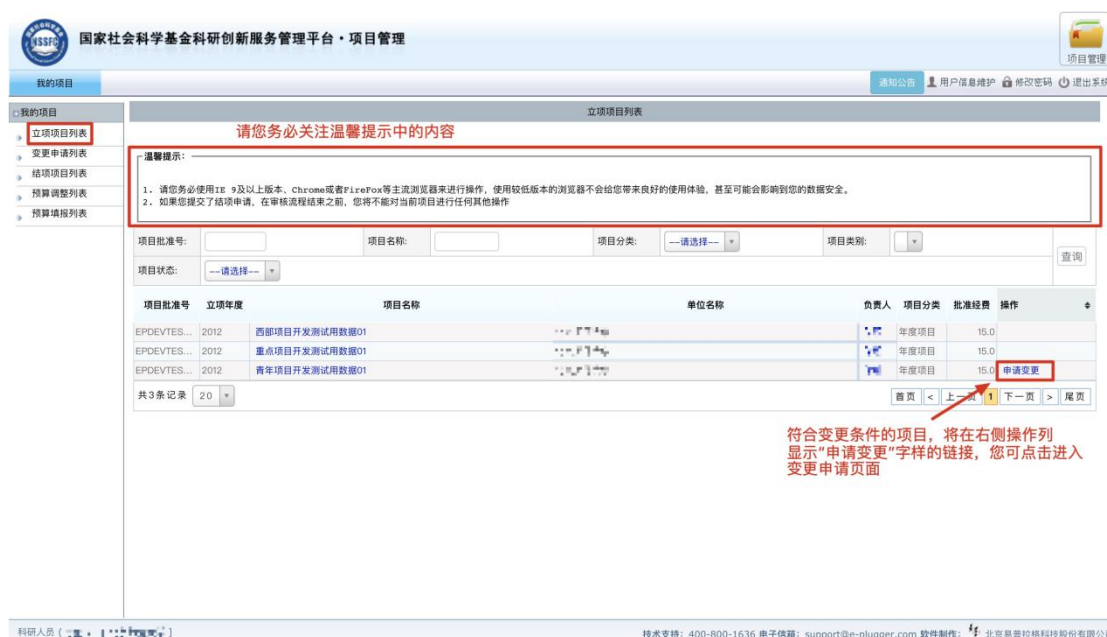 NSSFC
国家社会科学基金科研创新服务管理平台・项目管理
项目管理
我的项目
通知公告 用户信息维护 修改密码 退出系统
我的项目
立项项目列表
变更申请列表
结项项目列表
预算调整列表
预算填报列表
立项项目列表
请您务必关注温馨提示中的内容
温馨提示：
1. 请您务必使用IE 9及以上版本、Chrome或者FireFox等主流浏览器来进行操作，使用较低版本的浏览器不会给您带来良好的使用体验，甚至可能会影响到您的数据安全。
2. 如果您提交了结项申请，在审核流程结束之前，您将不能对当前项目进行任何其他操作
项目批准号: 项目名称: 项目分类: --请选择-- 项目类别:
查询
项目状态: --请选择--
项目批准号 立项年度 项目名称 单位名称 负责人 项目分类 批准经费 操作
EPDEVTES... 2012 西部项目开发测试用数据01 年度项目 15.0
EPDEVTES... 2012 重点项目开发测试用数据01 年度项目 15.0
EPDEVTES... 2012 青年项目开发测试用数据01 年度项目 15.0 申请变更
共3条记录 20 首页 < 上一页 1 下一页 > 尾页
符合变更条件的项目，将在右侧操作列
显示“申请变更”字样的链接，您可点击进入
变更申请页面
科研人员 ( ] 技术支持: 400-800-1636 电子信箱: support@e-plugger.com 软件制作: 北京易普拉格科技股份有限公